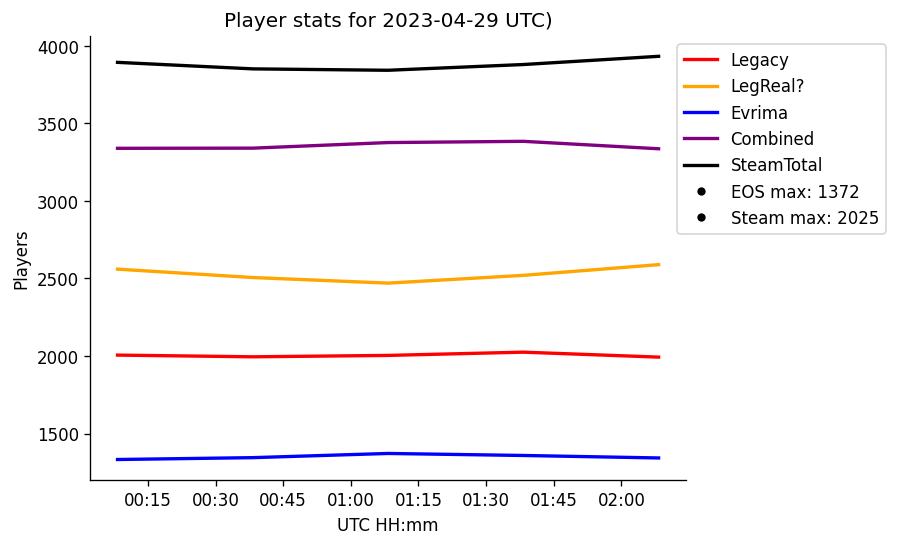 Player stats for 2023-04-29 UTC)
4000
3500
3000
2500
2000
1500
Players
00:15 00:30 00:45 01:00 01:15 01:30 01:45 02:00
UTC HH:mm
Legacy
LegReal?
Evrima
Combined
SteamTotal
EOS max: 1372
Steam max: 2025